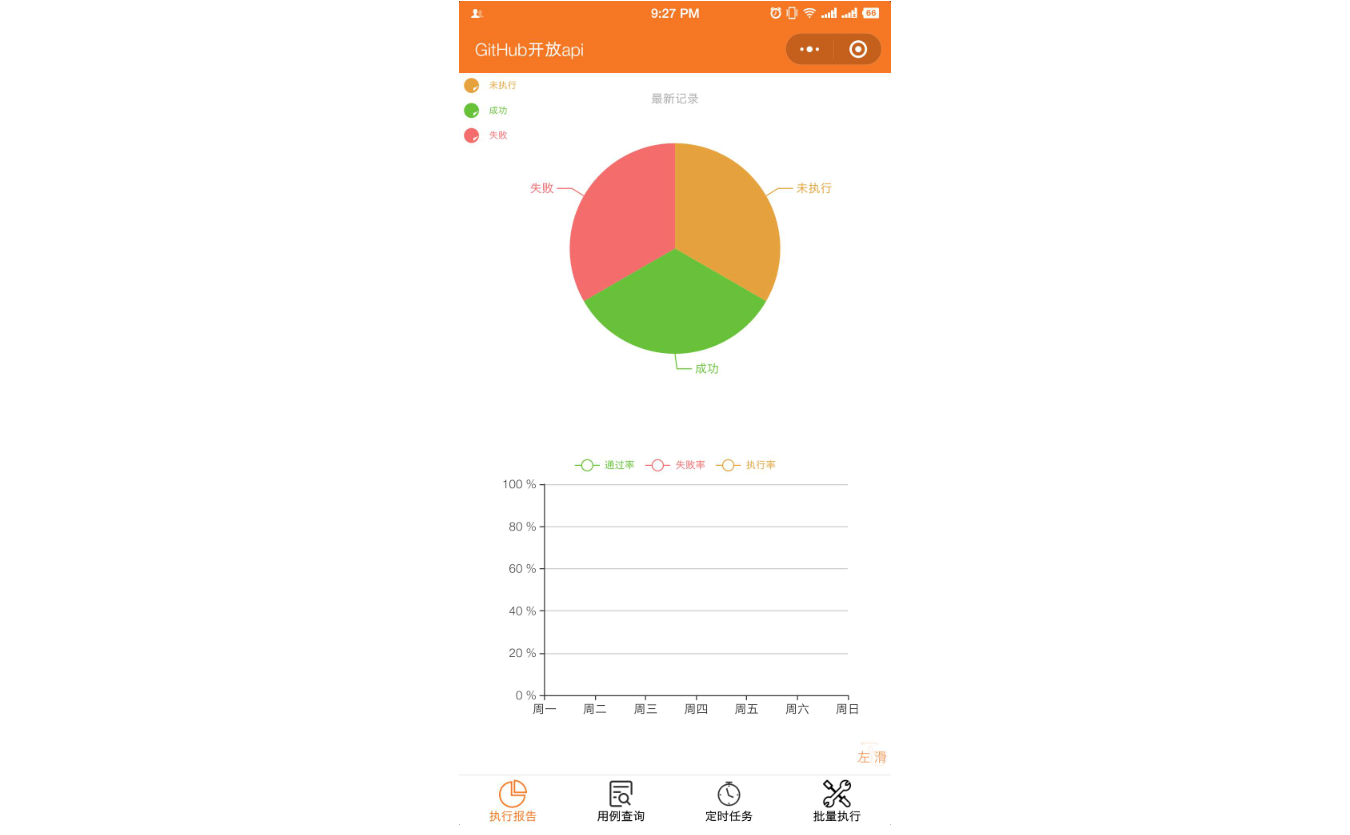 9:27 PM 66
GitHub开放api
未执行
成功
失败
最新记录
失败
未执行
成功
通过率 失败率 执行率
100 %
80 %
60 %
40 %
20 %
0 %
周一 周二 周三 周四 周五 周六 周日
左滑
执行报告 用例查询 定时任务 批量执行